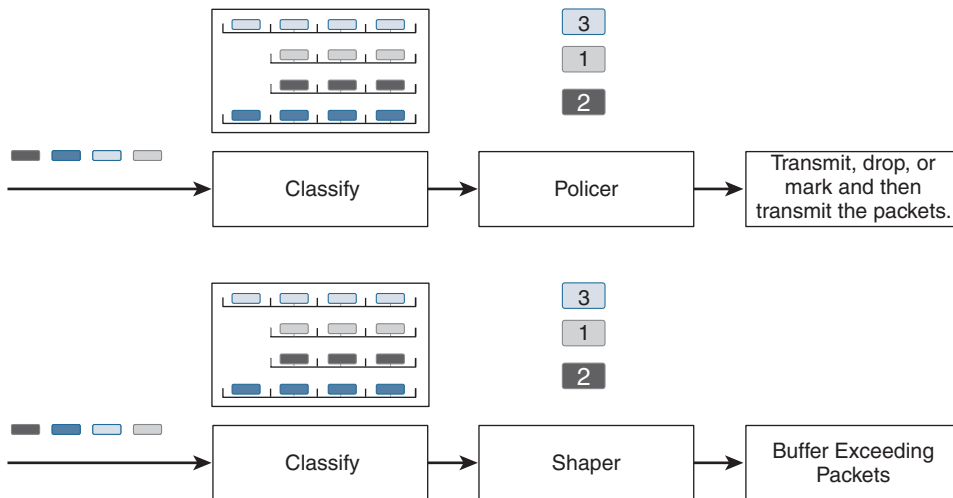 3
1
2
Classify
Policer
Transmit, drop, or
mark and then
transmit the packets.
3
1
2
Classify
Shaper
Buffer Exceeding
Packets